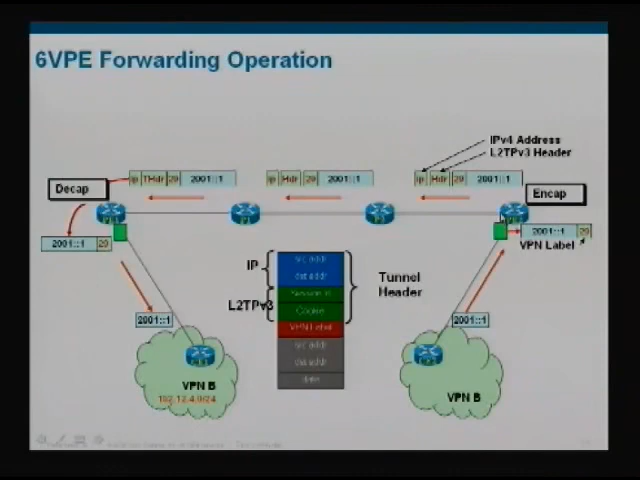 6VPE Forwarding Operation
IPv4 Address
L2TPv3 Header
ip THdr 29 2001::1
ip Hdr 29 2001::1
ip Hdr 29 2001::1
Decap
Encap
2001::1 29
2001::1 29
VPN Label
IP
src addr
dst addr
Tunnel
Header
L2TPv3
Session Id
Cookie
VPN Label
src addr
dst addr
data
2001::1
2001::1
VPN B
VPN B